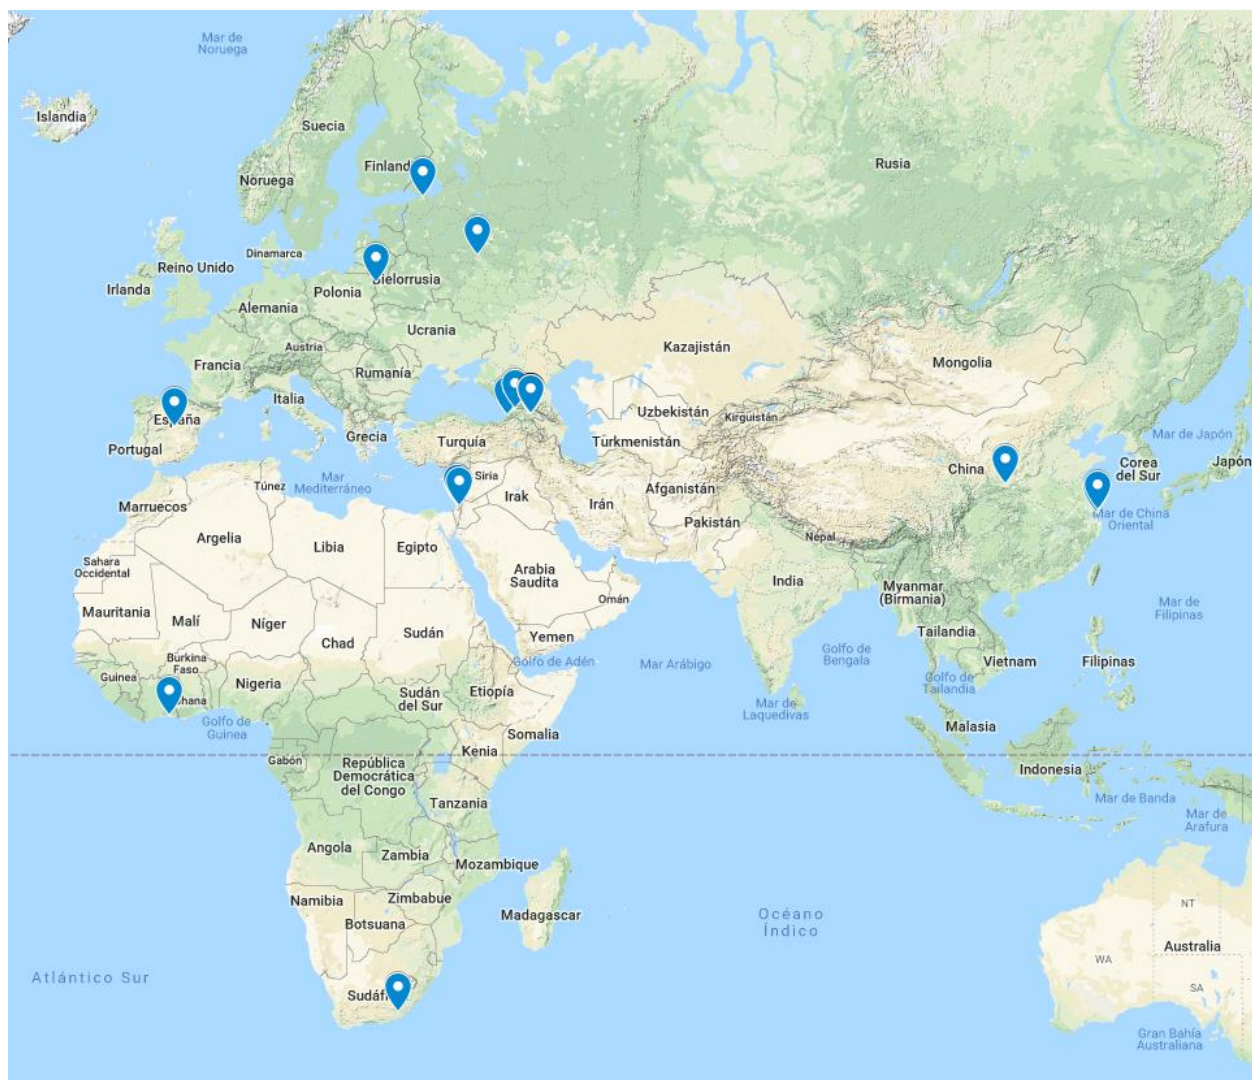 Mar de
Noruega
Islandia
Suecia
Finland
Rusia
Noruega
Dinamarca
Reino Unido
Irlanda
Bielorrusia
Polonia
Alemania
Ucrania
Austria
Kazajistán
Francia
Mongolia
Rumanía
Italia
Uzbekistán
Kirguistán
España
Grecia
Turquía
Türkmenistán
Mar de Japón
Portugal
China
Corea
del Sur
Japón
Mar
Mediterráneo
Siria
Túnez
Irak
Irán
Afganistán
Marruecos
Mar de China
Oriental
Pakistán
Argelia
Libia
Egipto
Nepal
Sahara
Occidental
Arabia
Saudita
India
Omán
Myanmar
(Birmania)
Mauritania
Malí
Níger
Chad
Sudán
Yemen
Tailandia
Mar de
Filipinas
Burkina
Faso
Golfo de Adén
Mar Arábigo
Golfo de
Bengala
Vietnam
Filipinas
Guinea
Nigeria
Sudán
del Sur
Etiopía
Golfo de
Tailandia
Ghana
Mar de
Laquedivas
Golfo de
Guinea
Somalia
Malasia
Kenia
Gabón
República
Democrática
del Congo
Indonesia
Tanzania
Mar de Banda
Mar de
Arafura
Angola
Zambia
Mozambique
Namibia
Zimbabue
Botsuana
Madagascar
Océano
Índico
NT
Australia
WA
Atlántico Sur
SA
Sudáfri
Gran Bahía
Australiana